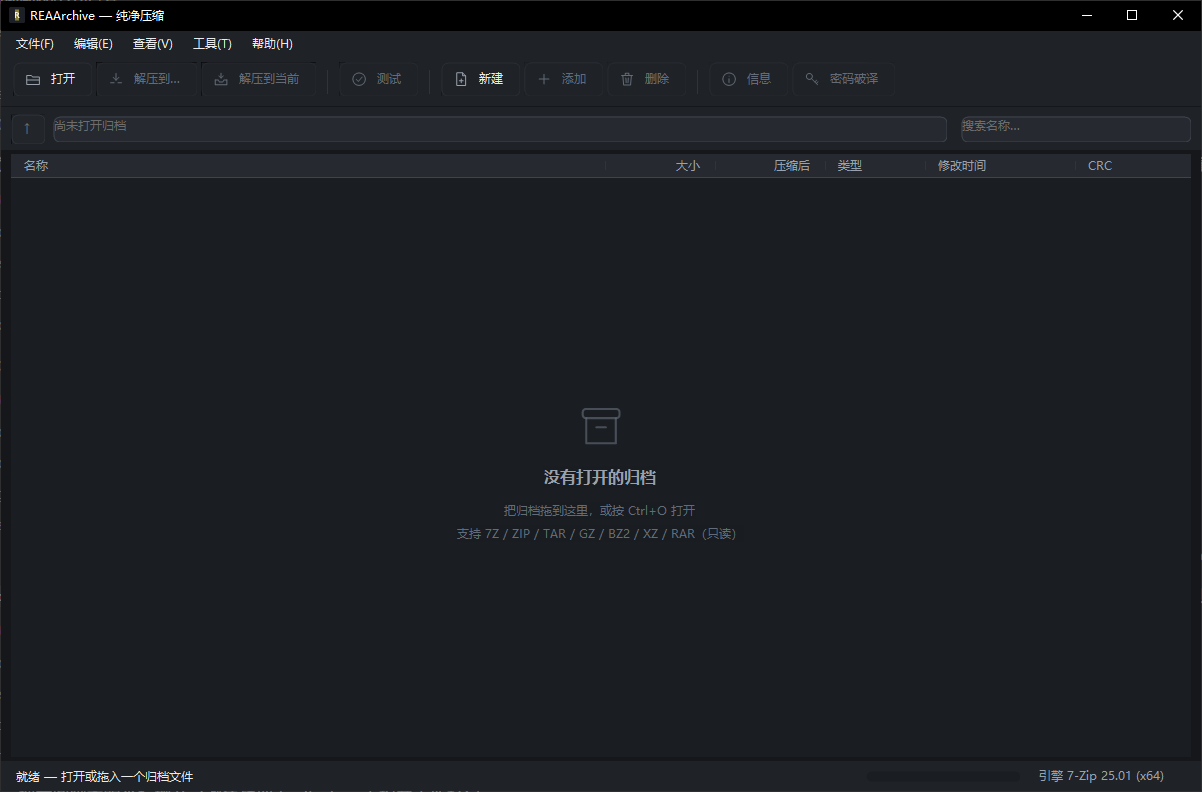 REAArchive — 纯净压缩
文件(F) 编辑(E) 查看(V) 工具(T) 帮助(H)
打开 解压到... 解压到当前 测试 新建 添加 删除 信息 密码破译
↑ 尚未打开归档 搜索名称...
名称 大小 压缩后 类型 修改时间 CRC
没有打开的归档
把归档拖到这里，或按 Ctrl+O 打开
支持 7Z / ZIP / TAR / GZ / BZ2 / XZ / RAR（只读）
就绪 — 打开或拖入一个归档文件 引擎 7-Zip 25.01 (x64)